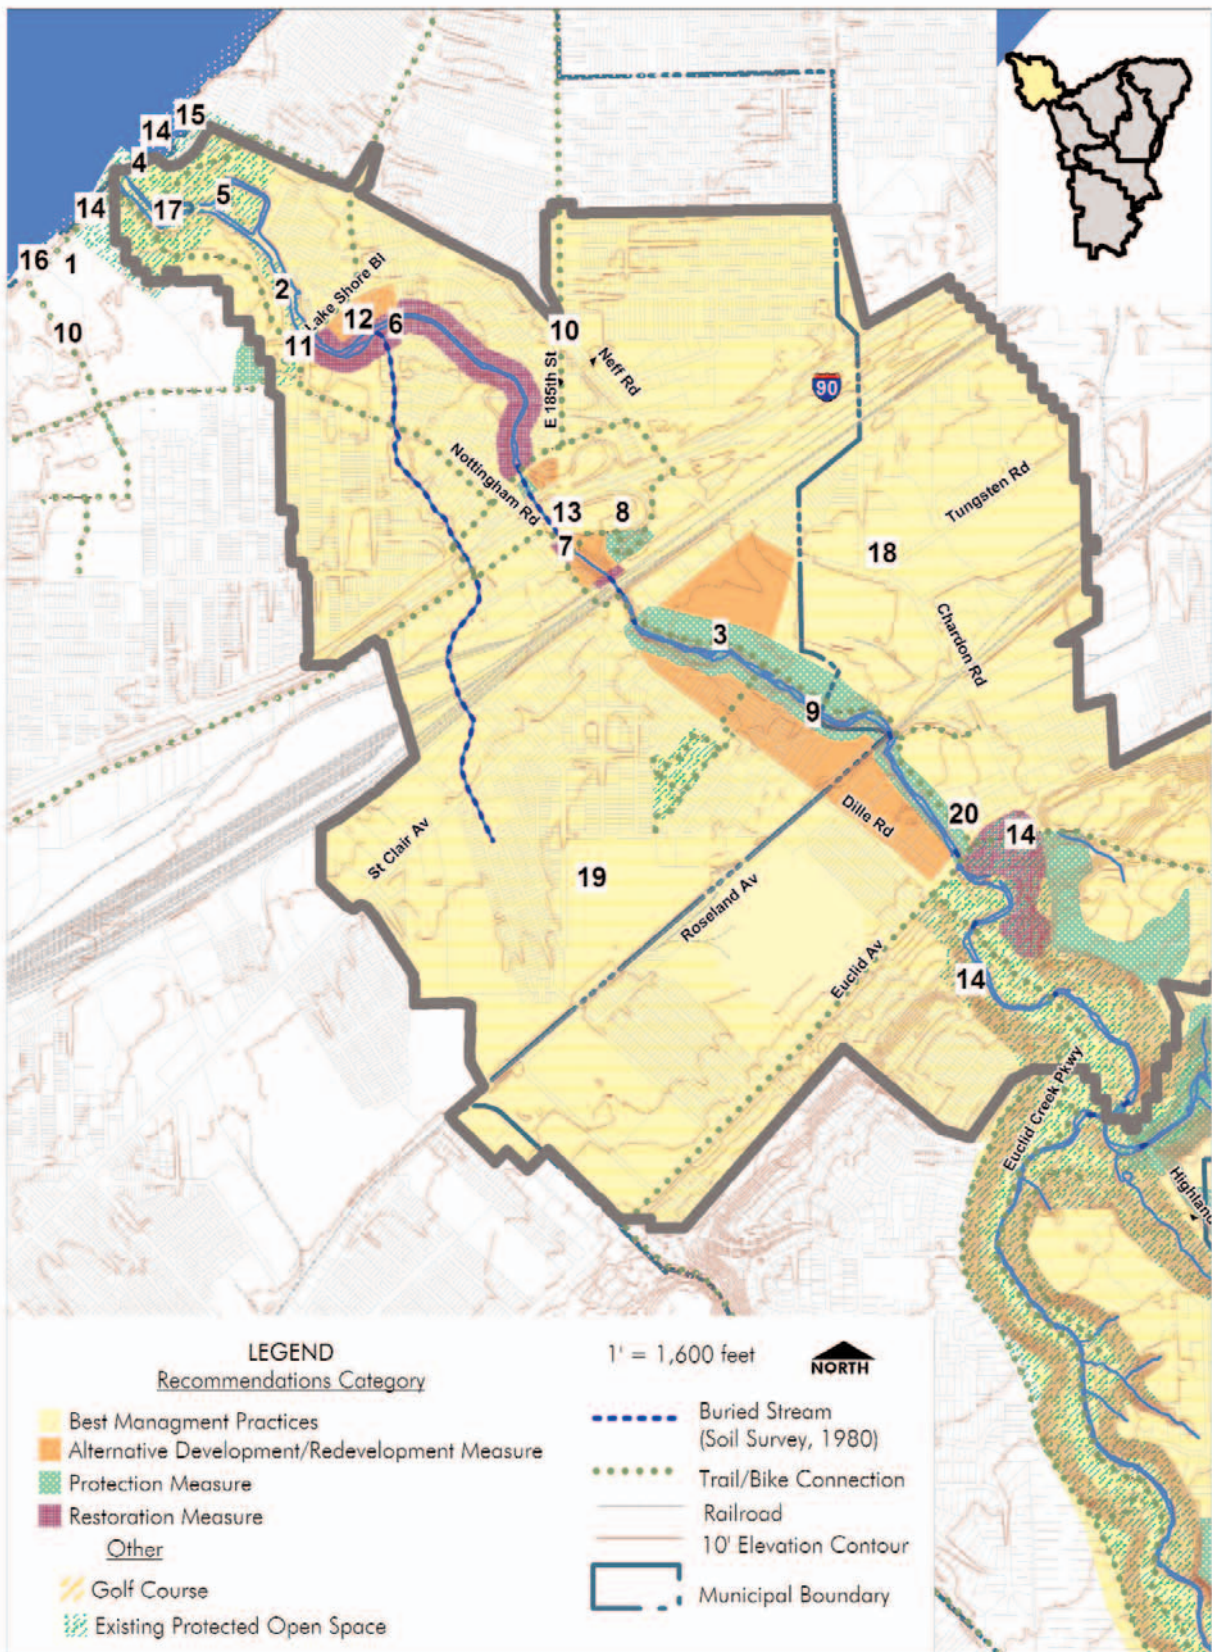 15
14
4
5
14
17
16
1
2
Lake Shore Bl
10
12
6
10
11
Neff Rd
E 185th St
90
Nottingham Rd
Tungsten Rd
13
8
7
18
3
Chardon Rd
9
St Clair Av
Dille Rd
20
14
19
Roseland Av
Euclid Av
14
Euclid Creek Pkwy
Highland
LEGEND
Recommendations Category
Best Managment Practices
Alternative Development/Redevelopment Measure
Protection Measure
Restoration Measure
Other
Golf Course
Existing Protected Open Space
1' = 1,600 feet
NORTH
Buried Stream
(Soil Survey, 1980)
Trail/Bike Connection
Railroad
10' Elevation Contour
Municipal Boundary